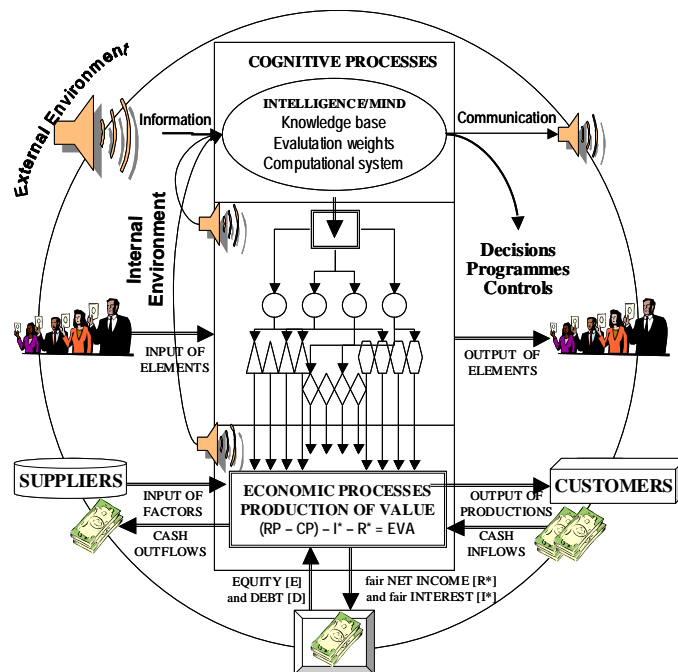 External Environment
COGNITIVE PROCESSES
Information
INTELLIGENCE/MIND
Knowledge base
Evalutation weights
Computational system
Communication
Internal
Environment
Decisions
Programmes
Controls
INPUT OF
ELEMENTS
OUTPUT OF
ELEMENTS
SUPPLIERS
INPUT OF
FACTORS
CASH
OUTFLOWS
ECONOMIC PROCESSES
PRODUCTION OF VALUE
(RP – CP) – I* – R* = EVA
OUTPUT OF
PRODUCTIONS
CASH
INFLOWS
CUSTOMERS
EQUITY [E]
and DEBT [D]
fair NET INCOME [R*]
and fair INTEREST [I*]